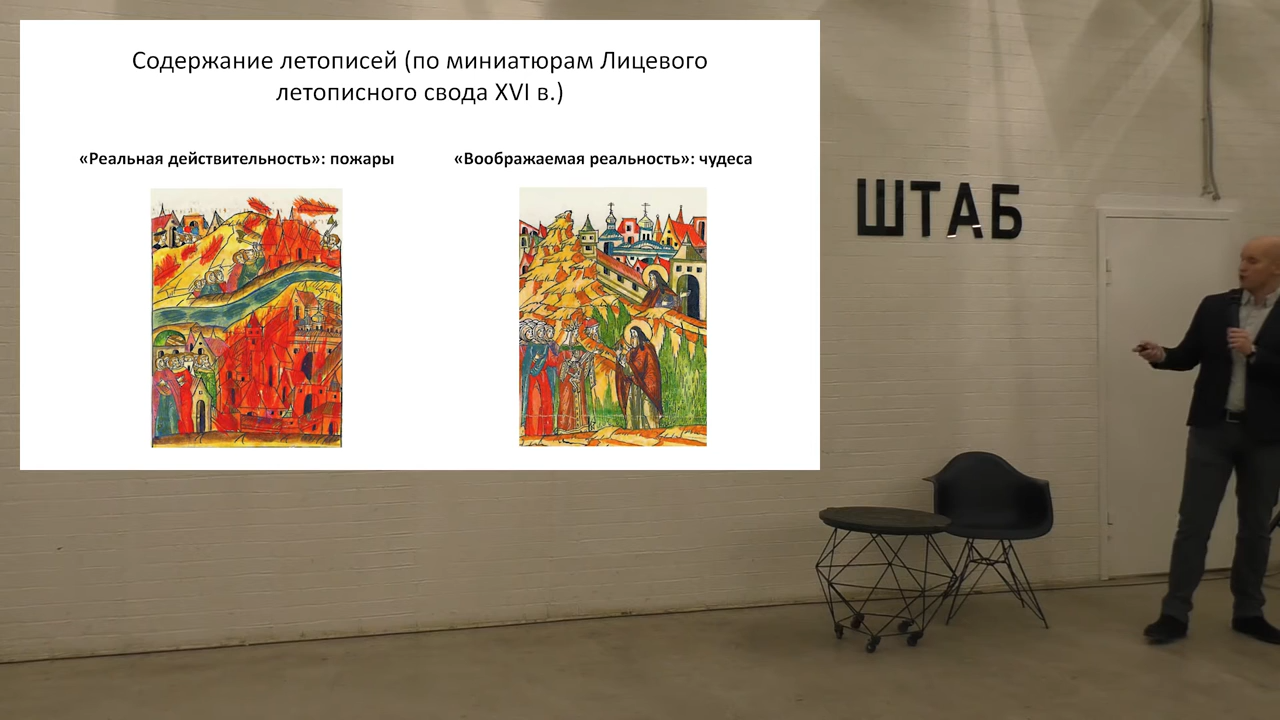 Содержание летописей (по миниатюрам Лицевого
летописного свода XVI в.)
«Реальная действительность»: пожары
«Воображаемая реальность»: чудеса
ШТАБ